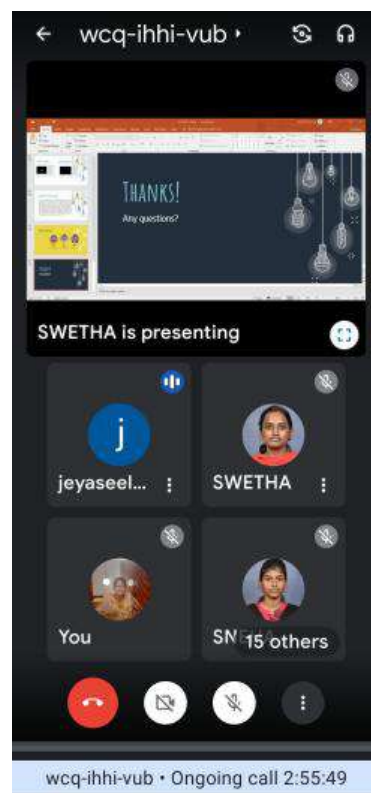 wcq-ihhi-vub
THANKS!
Any questions?
SWETHA is presenting
j
jeyaseel...
SWETHA
You
15 others
wcq-ihhi-vub • Ongoing call 2:55:49